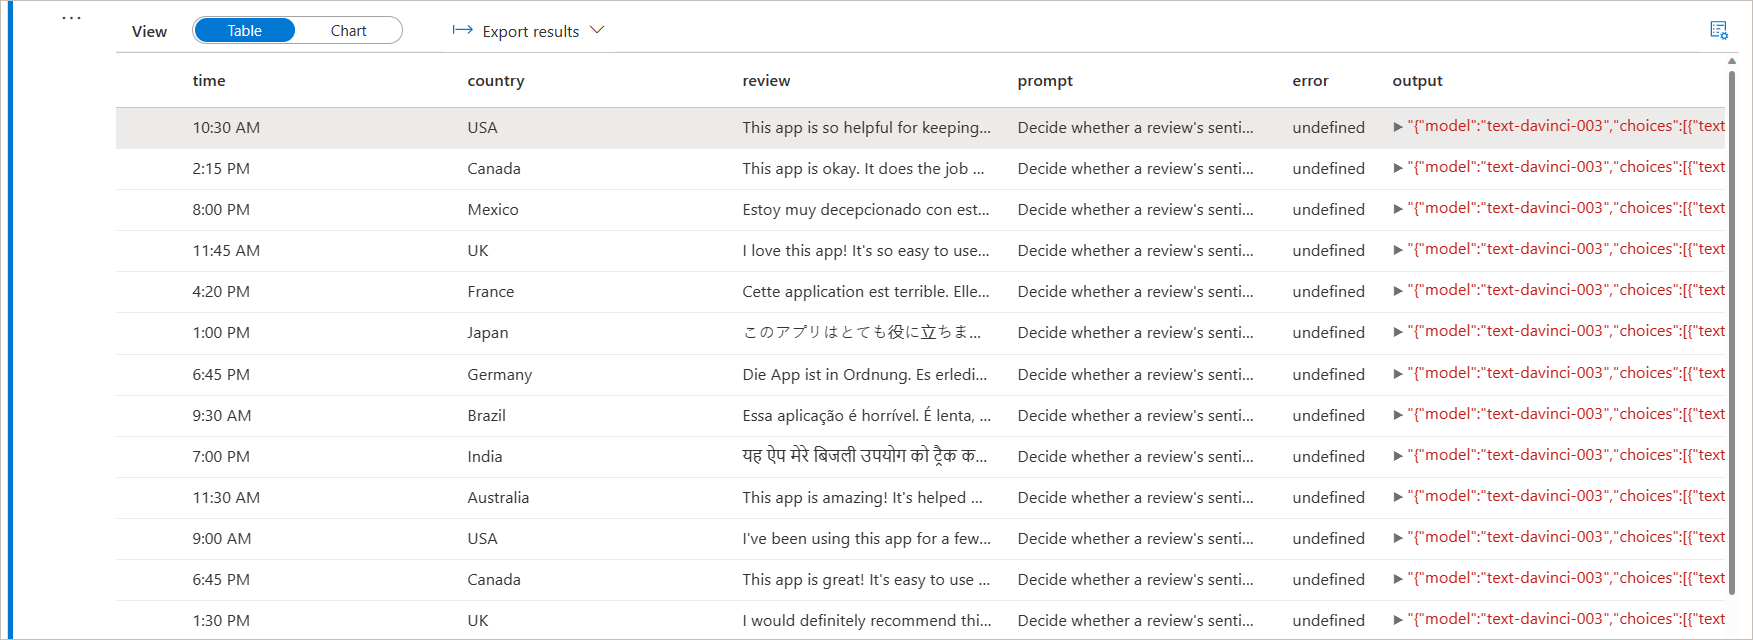 ...
View Table Chart Export results
time country review prompt error output
10:30 AM USA This app is so helpful for keeping... Decide whether a review's senti... undefined "{"model":"text-davinci-003","choices":[{"text
2:15 PM Canada This app is okay. It does the job ... Decide whether a review's senti... undefined "{"model":"text-davinci-003","choices":[{"text
8:00 PM Mexico Estoy muy decepcionado con est... Decide whether a review's senti... undefined "{"model":"text-davinci-003","choices":[{"text
11:45 AM UK I love this app! It's so easy to use... Decide whether a review's senti... undefined "{"model":"text-davinci-003","choices":[{"text
4:20 PM France Cette application est terrible. Elle... Decide whether a review's senti... undefined "{"model":"text-davinci-003","choices":[{"text
1:00 PM Japan このアプリはとても役に立ちま... Decide whether a review's senti... undefined "{"model":"text-davinci-003","choices":[{"text
6:45 PM Germany Die App ist in Ordnung. Es erledi... Decide whether a review's senti... undefined "{"model":"text-davinci-003","choices":[{"text
9:30 AM Brazil Essa aplicação é horrível. É lenta, ... Decide whether a review's senti... undefined "{"model":"text-davinci-003","choices":[{"text
7:00 PM India यह ऐप मेरे बिजली उपयोग को ट्रैक क... Decide whether a review's senti... undefined "{"model":"text-davinci-003","choices":[{"text
11:30 AM Australia This app is amazing! It's helped ... Decide whether a review's senti... undefined "{"model":"text-davinci-003","choices":[{"text
9:00 AM USA I've been using this app for a few... Decide whether a review's senti... undefined "{"model":"text-davinci-003","choices":[{"text
6:45 PM Canada This app is great! It's easy to use ... Decide whether a review's senti... undefined "{"model":"text-davinci-003","choices":[{"text
1:30 PM UK I would definitely recommend thi... Decide whether a review's senti... undefined "{"model":"text-davinci-003","choices":[{"text